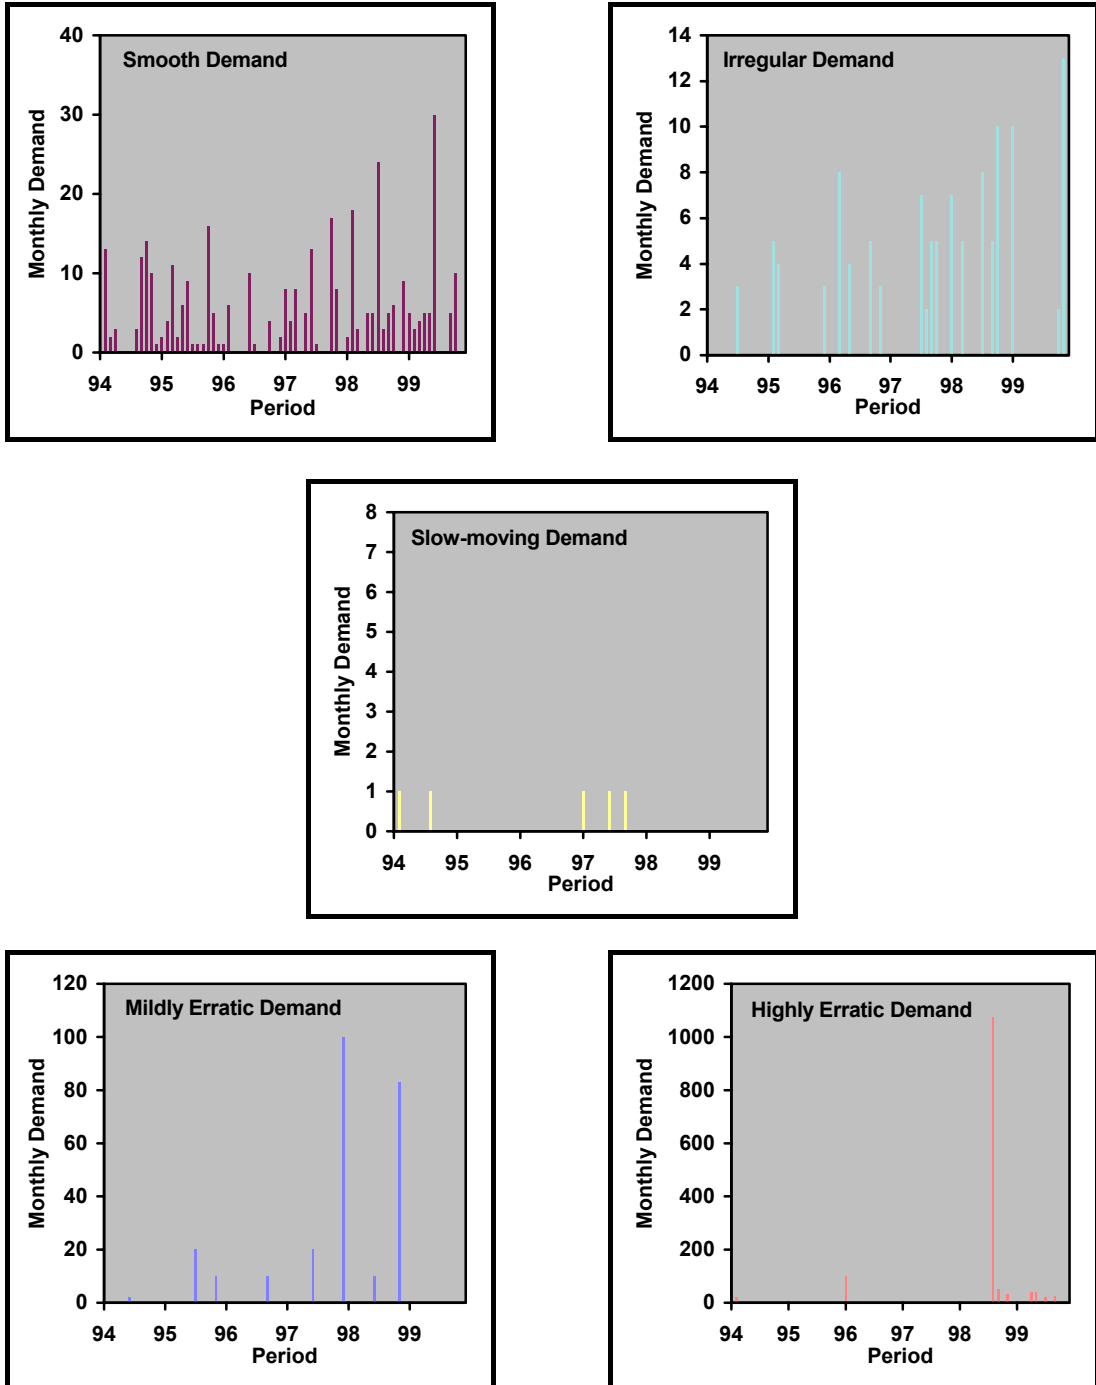 Smooth Demand
Monthly Demand
40
30
20
10
0
94 95 96 97 98 99
Period
Irregular Demand
Monthly Demand
14
12
10
8
6
4
2
0
94 95 96 97 98 99
Period
Slow-moving Demand
Monthly Demand
8
7
6
5
4
3
2
1
0
94 95 96 97 98 99
Period
Mildly Erratic Demand
Monthly Demand
120
100
80
60
40
20
0
94 95 96 97 98 99
Period
Highly Erratic Demand
Monthly Demand
1200
1000
800
600
400
200
0
94 95 96 97 98 99
Period